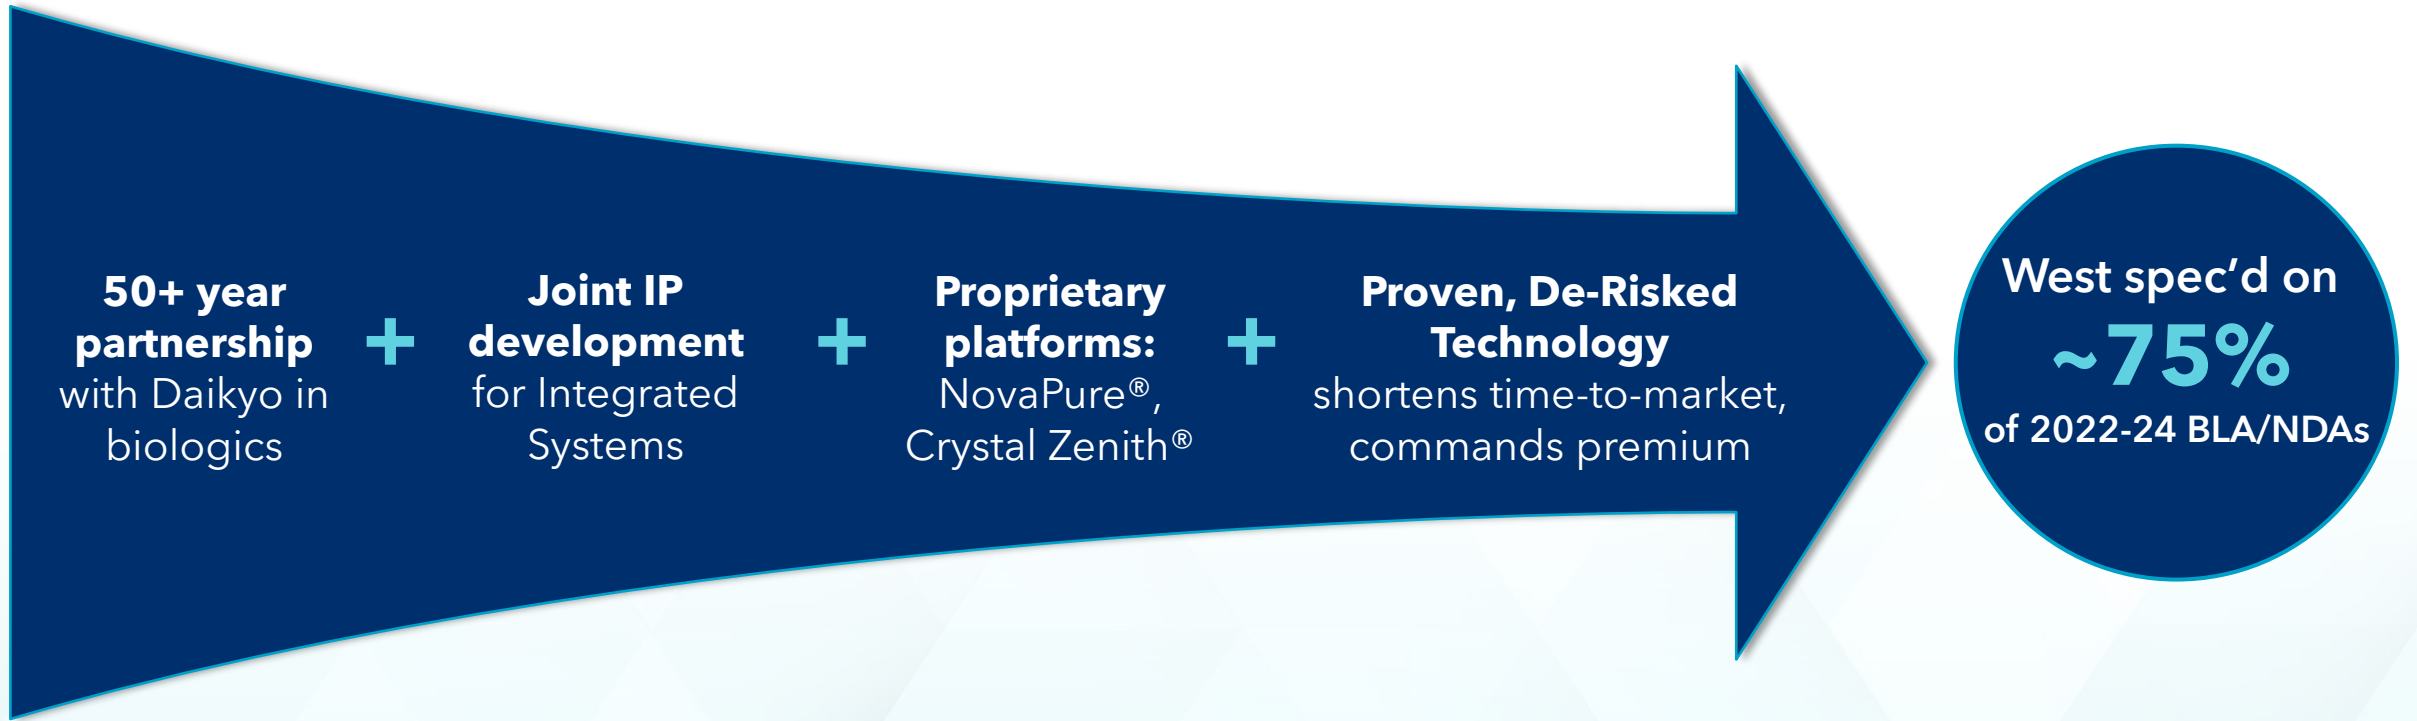 50+ year
partnership
with Daikyo in
biologics
+
Joint IP
development
for Integrated
Systems
+
Proprietary
platforms:
NovaPure®,
Crystal Zenith®
+
Proven, De-Risked
Technology
shortens time-to-market,
commands premium
West spec’d on
~75%
of 2022-24 BLA/NDAs